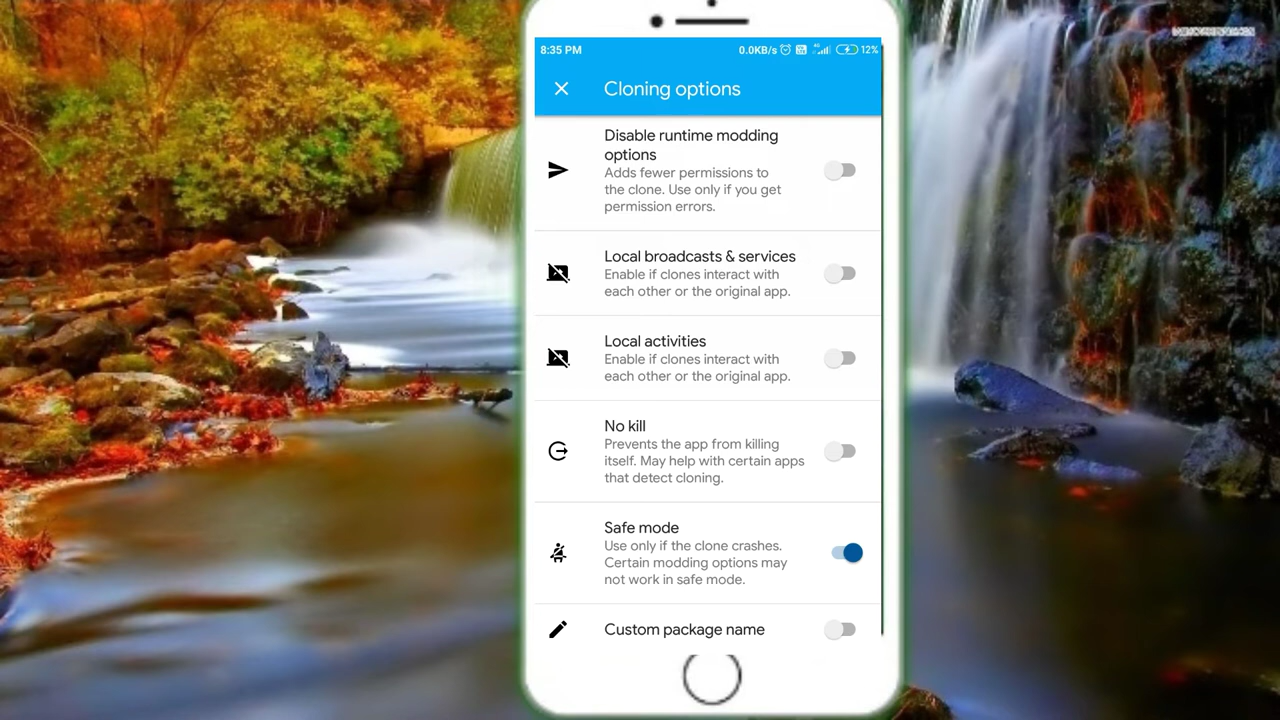 8:35 PM 0.0KB/s 12%
Cloning options
Disable runtime modding
options
Adds fewer permissions to
the clone. Use only if you get
permission errors.
Local broadcasts & services
Enable if clones interact with
each other or the original app.
Local activities
Enable if clones interact with
each other or the original app.
No kill
Prevents the app from killing
itself. May help with certain apps
that detect cloning.
Safe mode
Use only if the clone crashes.
Certain modding options may
not work in safe mode.
Custom package name